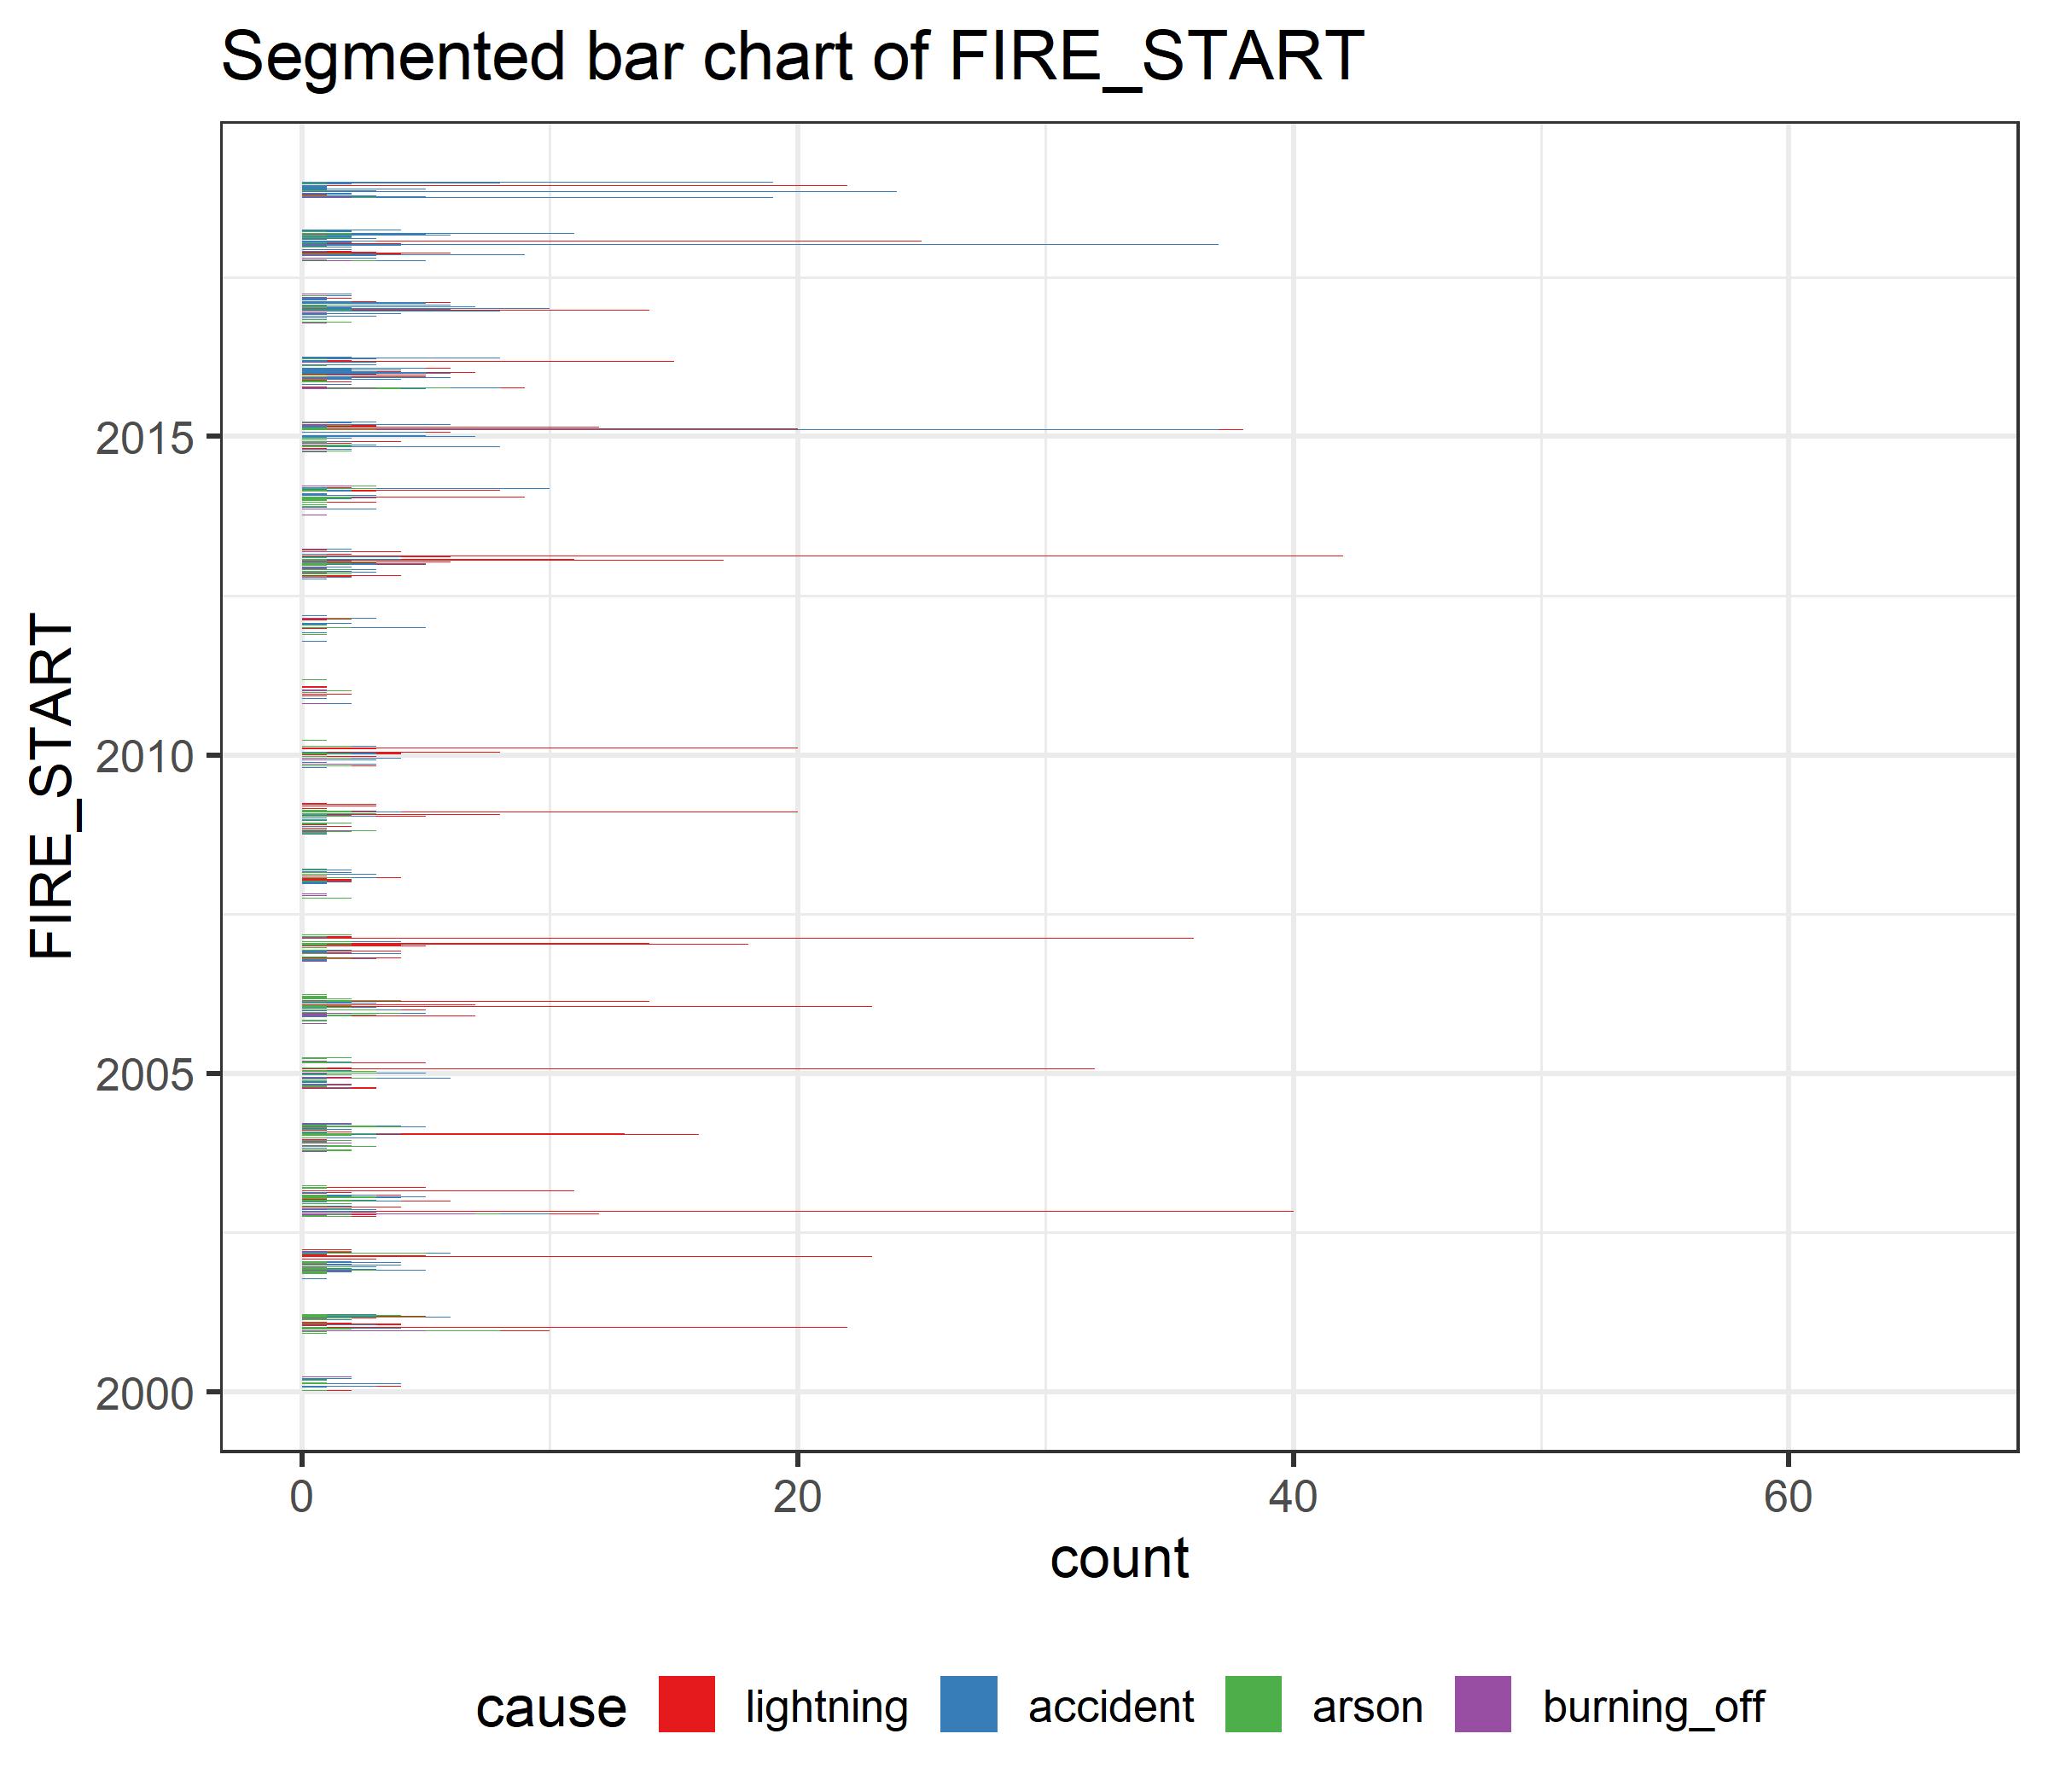 Segmented bar chart of FIRE_START
FIRE_START
2015
2010
2005
2000
0 20 40 60
count
cause lightning accident arson burning_off